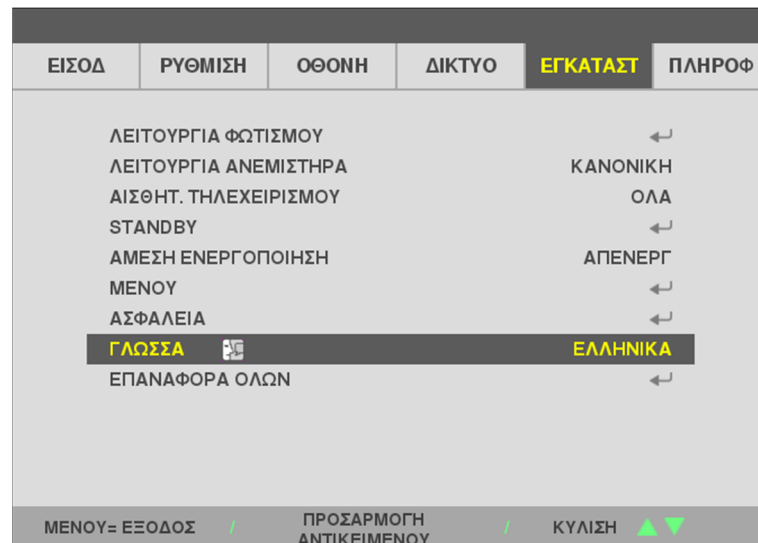 ΕΙΣΟΔ ΡΥΘΜΙΣΗ ΟΘΟΝΗ ΔΙΚΤΥΟ ΕΓΚΑΤΑΣΤ ΠΛΗΡΟΦ
ΛΕΙΤΟΥΡΓΙΑ ΦΩΤΙΣΜΟΥ
ΛΕΙΤΟΥΡΓΙΑ ΑΝΕΜΙΣΤΗΡΑ ΚΑΝΟΝΙΚΗ
ΑΙΣΘΗΤ. ΤΗΛΕΧΕΙΡΙΣΜΟΥ ΟΛΑ
STANDBY
ΑΜΕΣΗ ΕΝΕΡΓΟΠΟΙΗΣΗ ΑΠΕΝΕΡΓ
ΜΕΝΟΥ
ΑΣΦΑΛΕΙΑ
ΓΛΩΣΣΑ ΕΛΛΗΝΙΚΑ
ΕΠΑΝΑΦΟΡΑ ΟΛΩΝ
ΜΕΝΟΥ= ΕΞΟΔΟΣ / ΠΡΟΣΑΡΜΟΓΗ / ΚΥΛΙΣΗ
ΑΝΤΙΚΕΙΜΕΝΟΥ